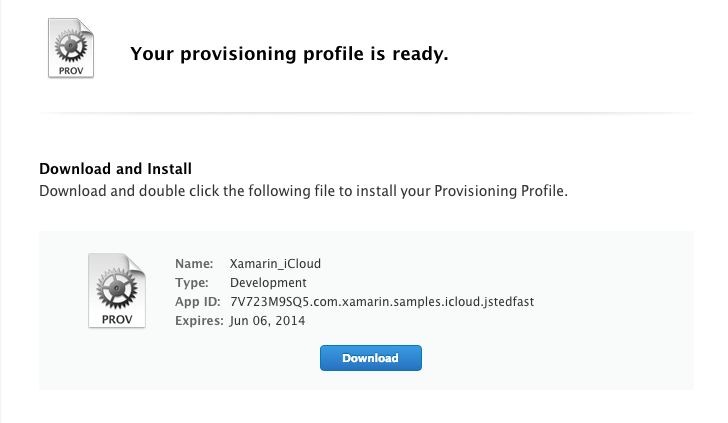 PROV
Your provisioning profile is ready.
Download and Install
Download and double click the following file to install your Provisioning Profile.
PROV
Name: Xamarin_iCloud
Type: Development
App ID: 7V723M9SQ5.com.xamarin.samples.icloud.jstedfast
Expires: Jun 06, 2014
Download